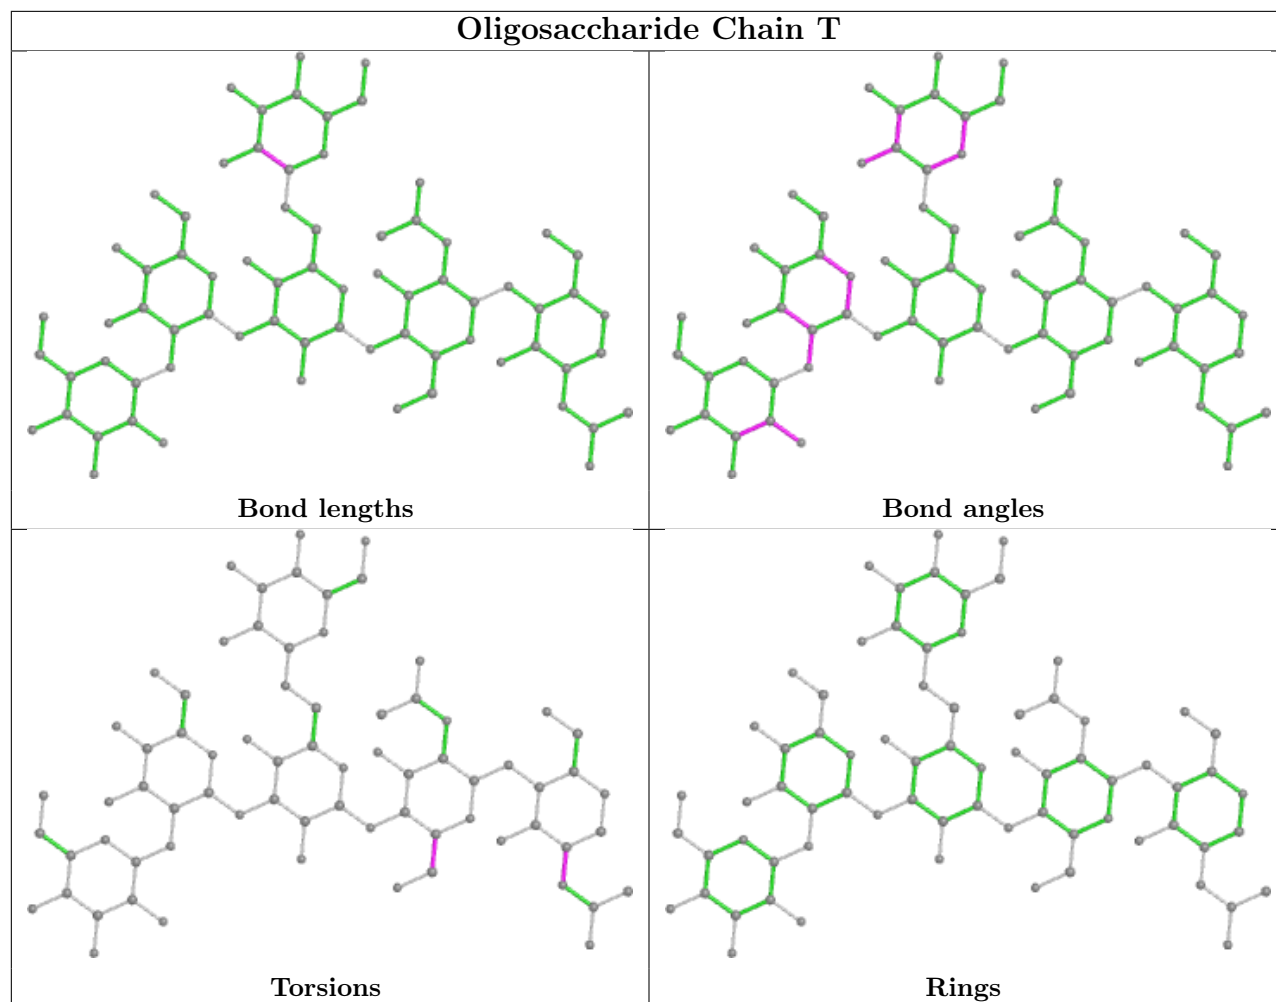 Oligosaccharide Chain T
Bond lengths
Bond angles
Torsions
Rings